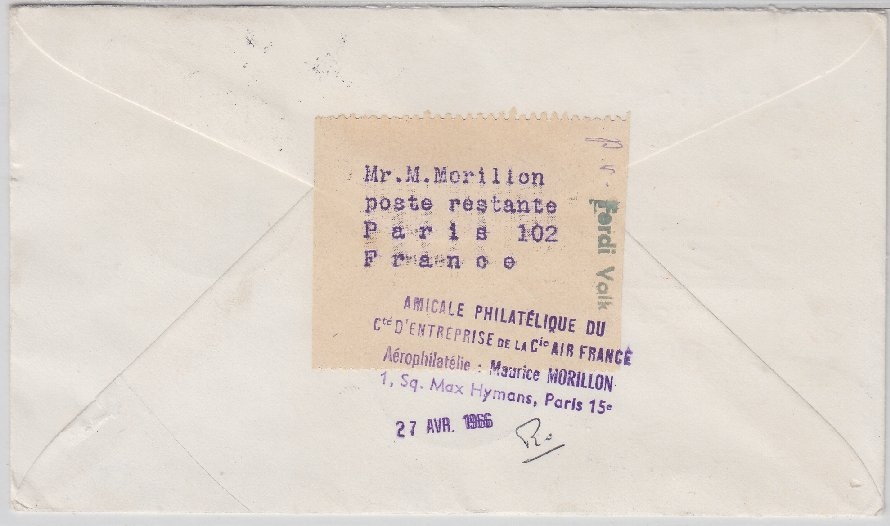 Mr.M.Morillon
poste restante
Paris 102
France
Ferdi Volk
AMICALE PHILATÉLIQUE DU
Cté D'ENTREPRISE DE LA Cie AIR FRANCE
Aérophilatélie : Maurice MORILLON
1, Sq. Max Hymans, Paris 15e
27 AVR. 1966